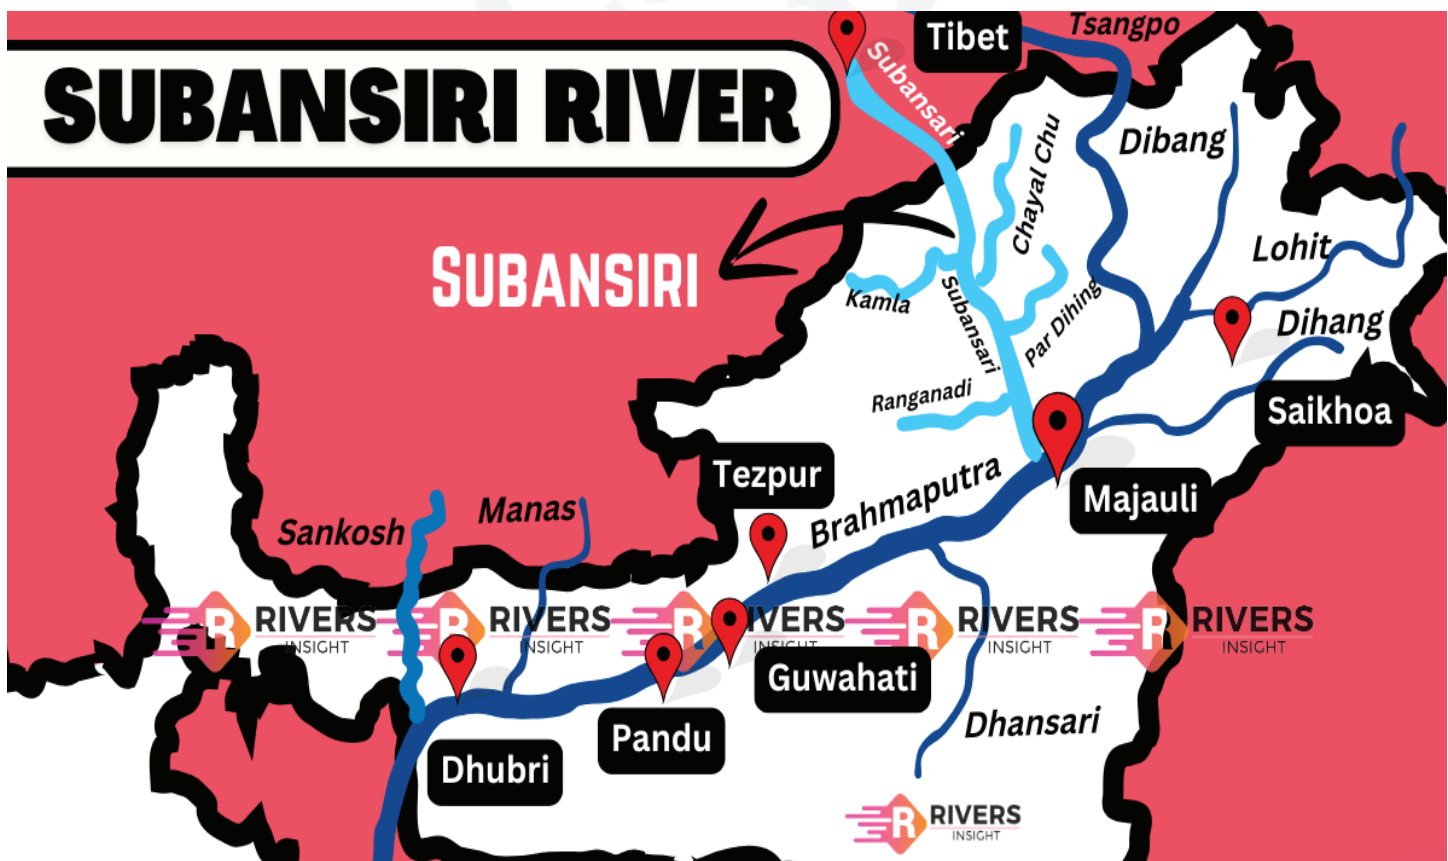 SUBANSIRI RIVER
Tibet
Tsangpo
Subansari
Dibang
Chayal Chu
Lohit
SUBANSIRI
Kamla
Subansari
Par Dihing
Dihang
Ranganadi
Saikhoa
Tezpur
Brahmaputra
Majauli
Sankosh
Manas
R RIVERS
INSIGHT
R RIVERS
INSIGHT
R IVERS
INSIGHT
R RIVERS
INSIGHT
R RIVERS
INSIGHT
Guwahati
Pandu
Dhansari
Dhubri
R RIVERS
INSIGHT